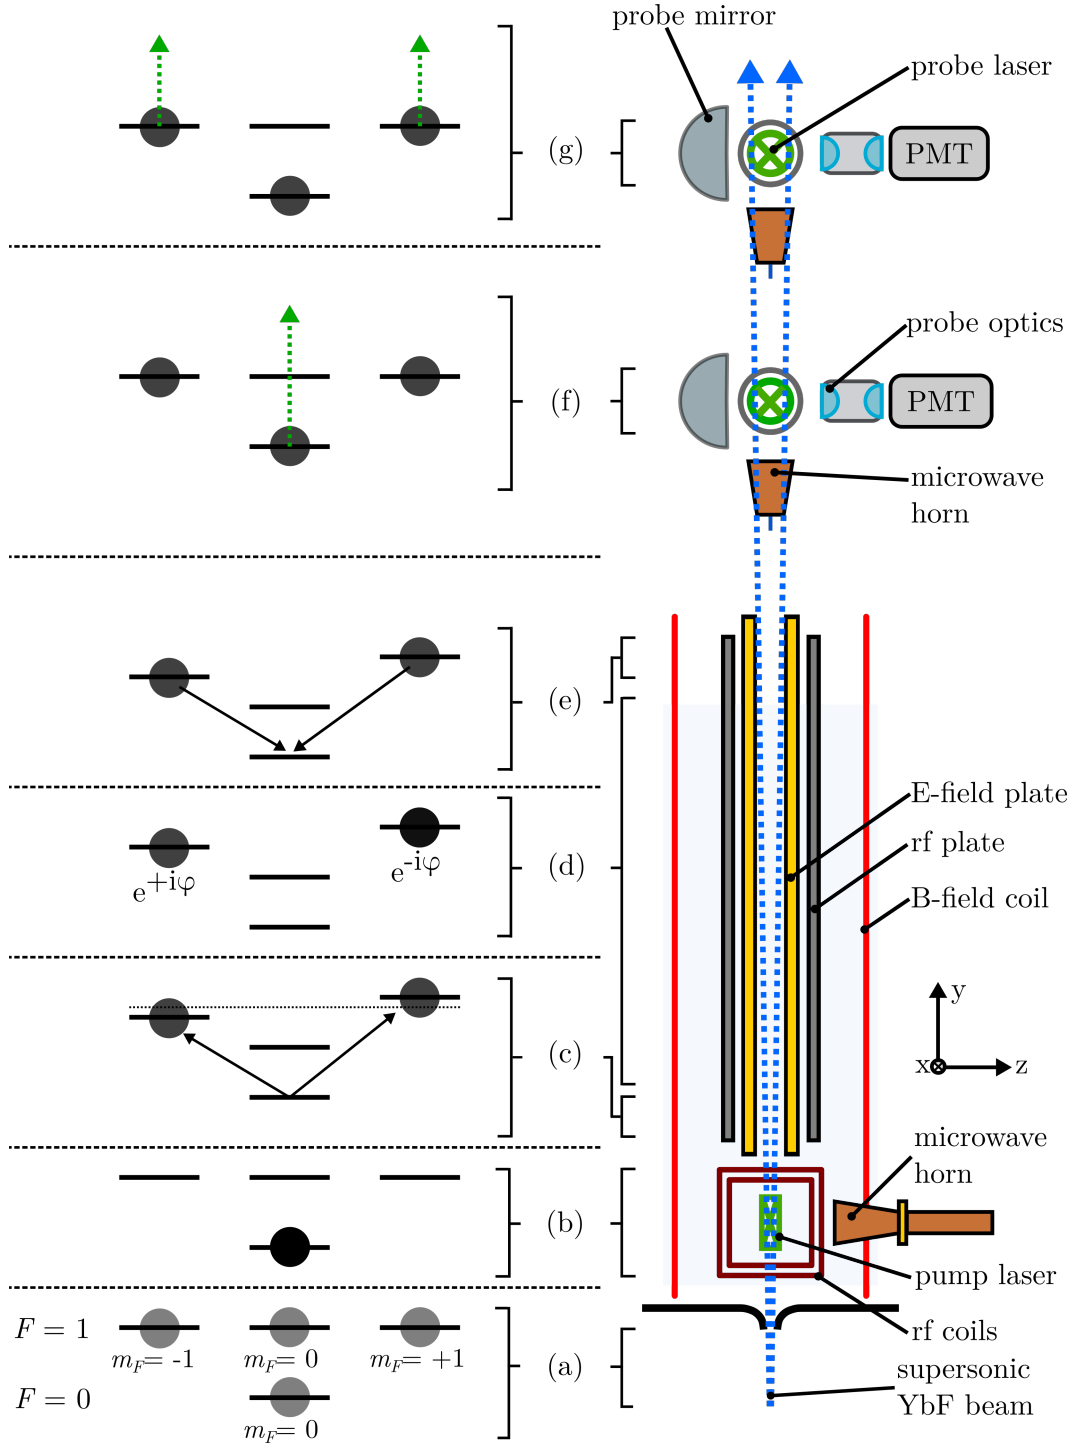 probe mirror
probe laser
(g)
PMT
probe optics
(f)
PMT
microwave
horn
(e)
E-field plate
rf plate
B-field coil
(d)
e+iφ
e-iφ
(c)
y
x
z
microwave
horn
(b)
pump laser
rf coils
supersonic
YbF beam
(a)
F = 1
mF= -1
mF= 0
mF= +1
F = 0
mF= 0